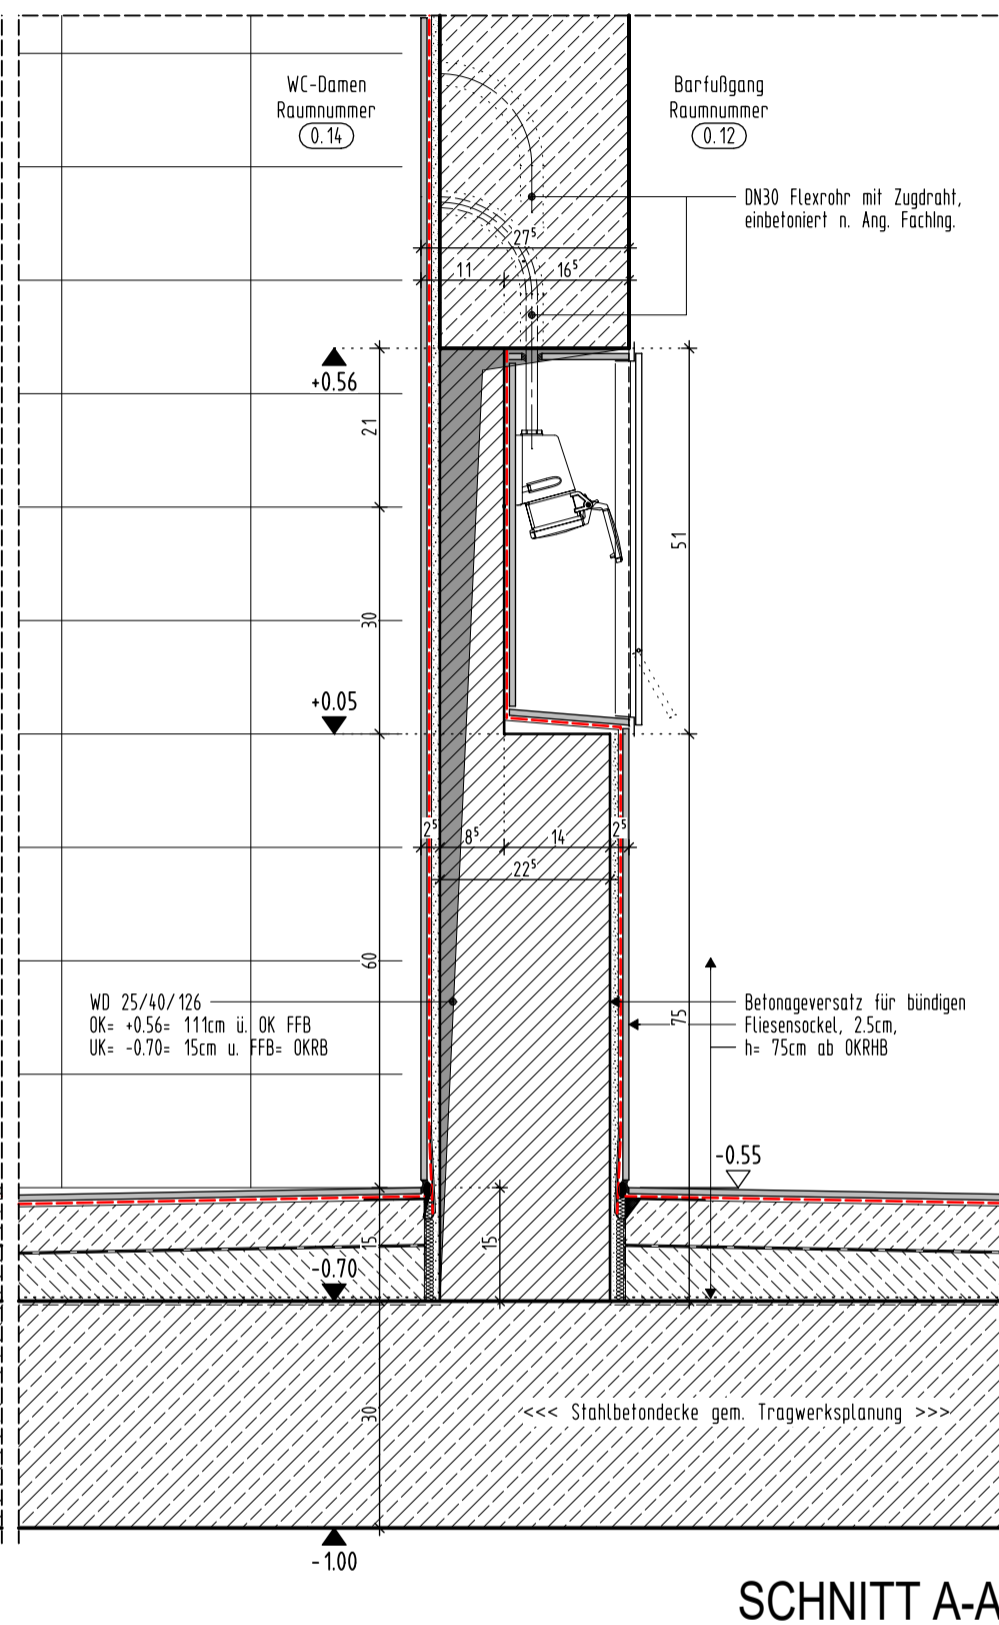 WC-Damen
Raumnummer
0.14
Barfußgang
Raumnummer
0.12
DN30 Flexrohr mit Zugdraht,
einbetoniert n. Ang. FachIng.
27⁵
11
16⁵
+0.56
21
51
30
+0.05
2⁵
8⁵
14
2⁵
22⁵
60
WD 25/40/126
OK= +0.56= 111cm ü. OK FFB
UK= -0.70= 15cm u. FFB= OKRB
75
Betonageversatz für bündigen
Fliesensockel, 2.5cm,
h= 75cm ab OKRHB
-0.55
15
15
-0.70
30
<<< Stahlbetondecke gem. Tragwerksplanung >>>
-1.00
SCHNITT A-A